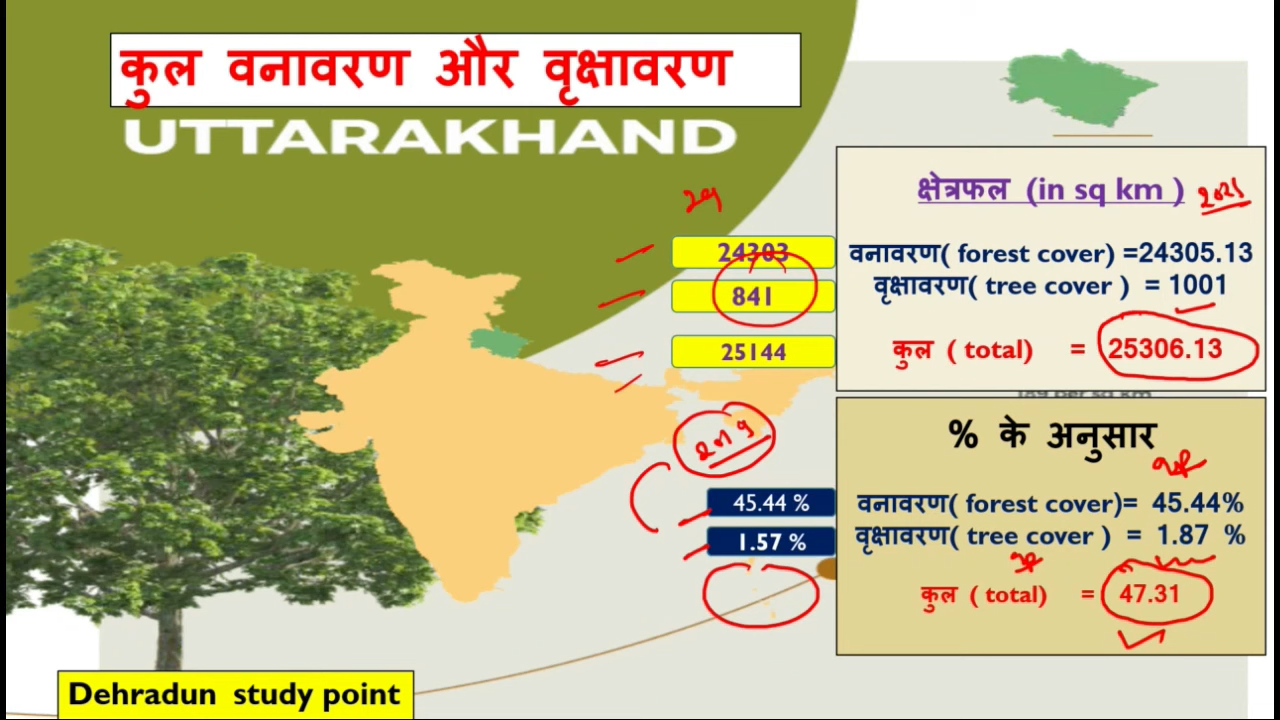 कुल वनावरण और वृक्षावरण
UTTARAKHAND
24303
841
25144
2019
45.44 %
1.57 %
क्षेत्रफल (in sq km )
2021
वनावरण( forest cover) =24305.13
वृक्षावरण( tree cover ) = 1001
कुल ( total) = 25306.13
% के अनुसार
वनावरण( forest cover)= 45.44%
वृक्षावरण( tree cover ) = 1.87 %
कुल ( total) = 47.31
Dehradun study point